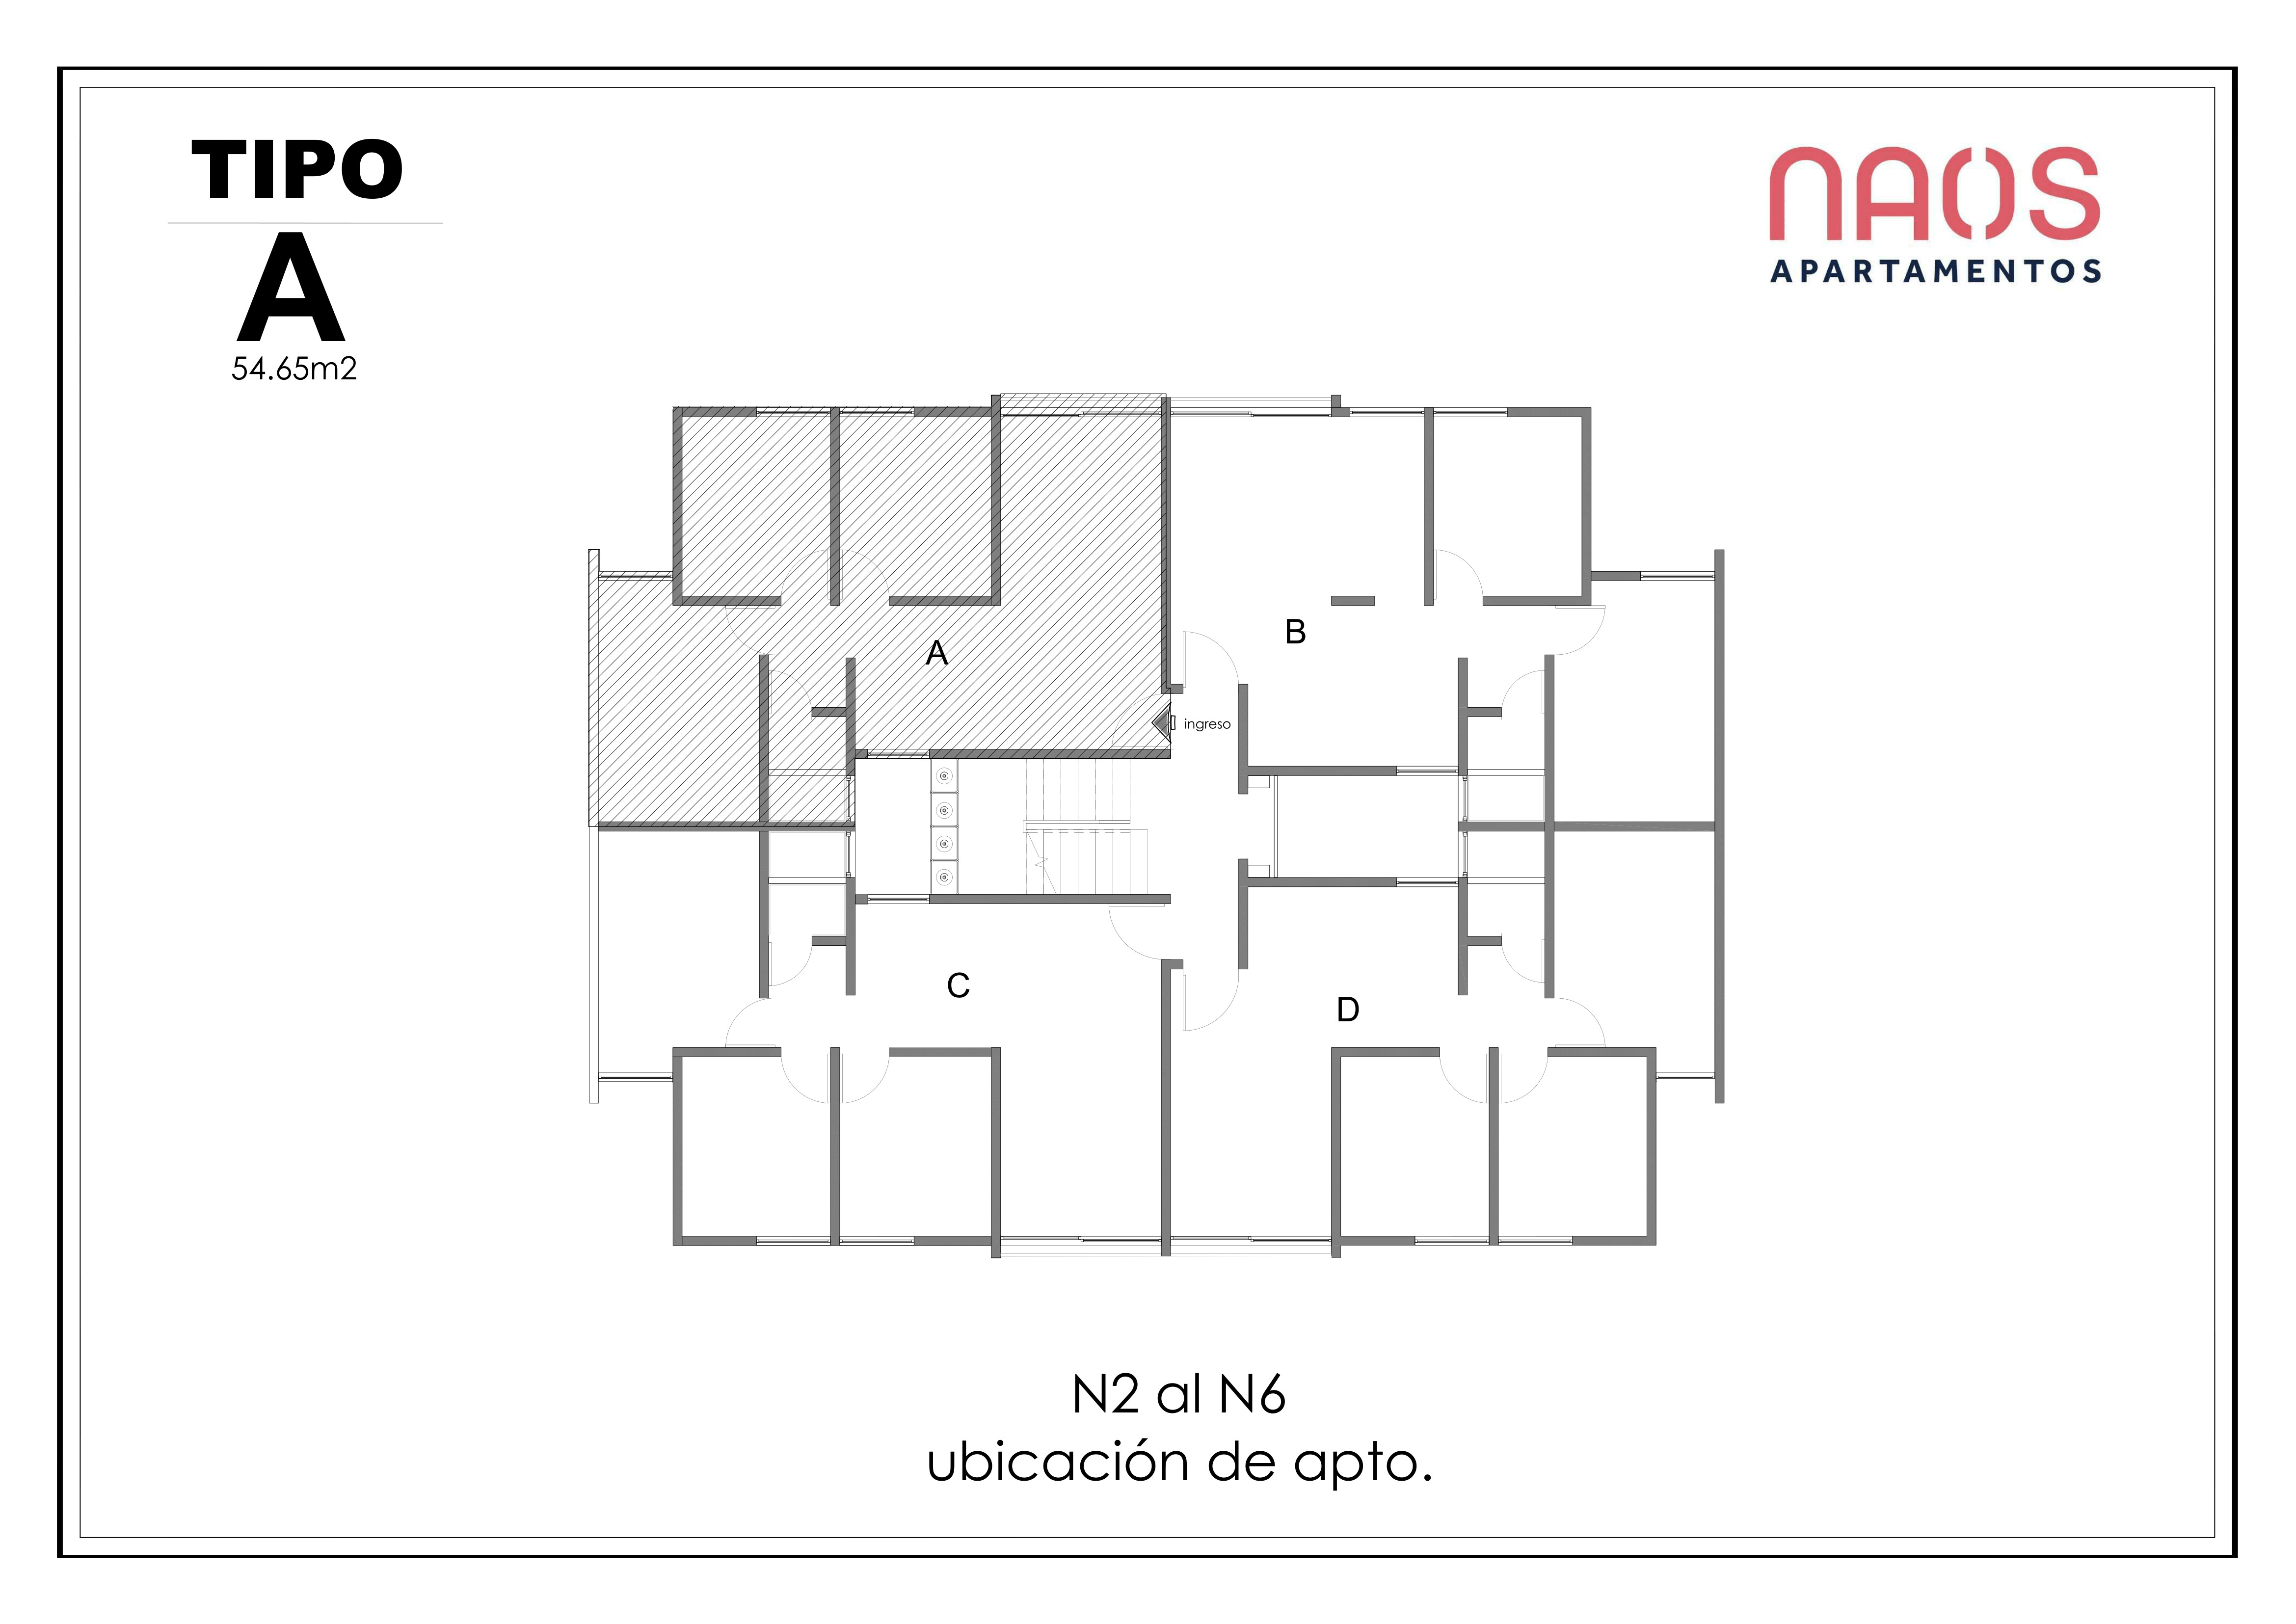 TIPO
A
54.65m2
NAOS
APARTAMENTOS
A
B
ingreso
C
D
N2 al N6
ubicación de apto.